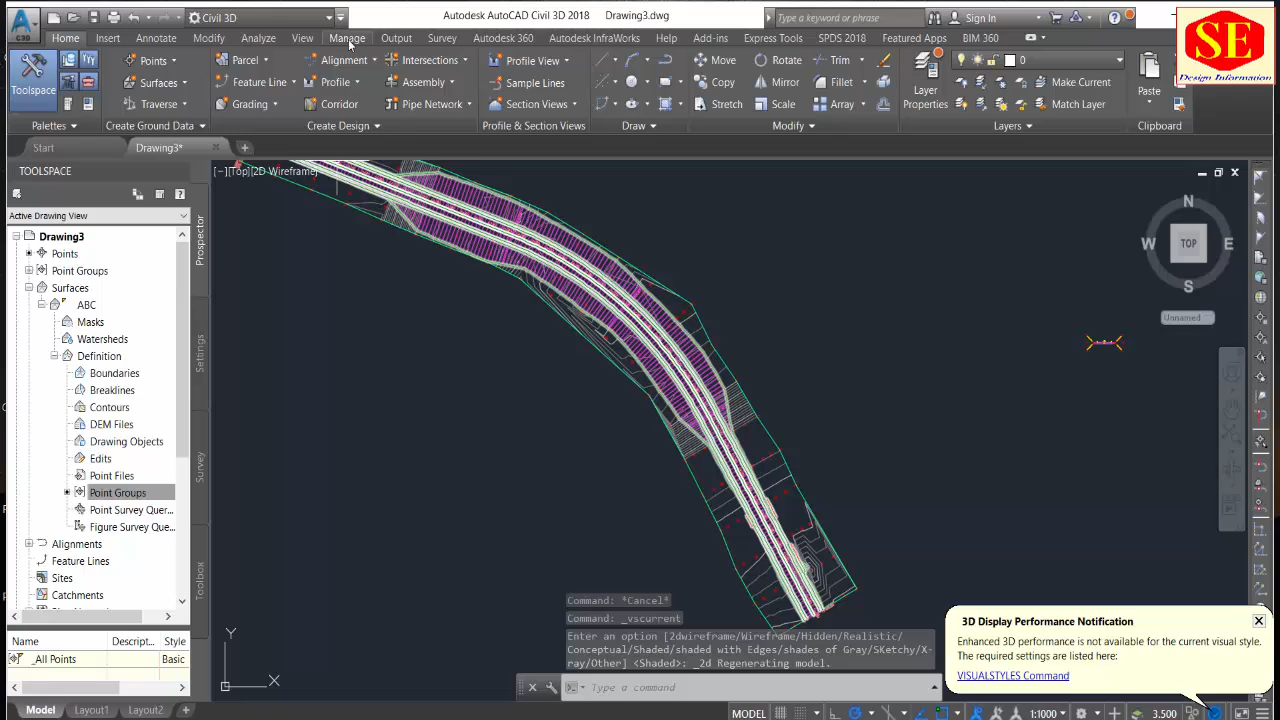 C3D
Civil 3D
Autodesk AutoCAD Civil 3D 2018 Drawing3.dwg
Type a keyword or phrase
Sign In
SE
Design Information
Home Insert Annotate Modify Analyze View Manage Output Survey Autodesk 360 Autodesk InfraWorks Help Add-ins Express Tools SPDS 2018 Featured Apps BIM 360
Points Parcel Alignment Intersections Profile View Move Rotate Trim 0
Toolspace Surfaces Feature Line Profile Assembly Sample Lines Copy Mirror Fillet Layer Properties Make Current Paste
Traverse Grading Corridor Pipe Network Section Views Stretch Scale Array Match Layer
Palettes Create Ground Data Create Design Profile & Section Views Draw Modify Layers Clipboard
Start Drawing3*
TOOLSPACE
[−][Top][2D Wireframe]
Active Drawing View
Drawing3
Points
Point Groups
Surfaces
ABC
Masks
Watersheds
Definition
Boundaries
Breaklines
Contours
DEM Files
Drawing Objects
Edits
Point Files
Point Groups
Point Survey Quer...
Figure Survey Que...
Alignments
Feature Lines
Sites
Catchments
Prospector
Settings
Survey
Toolbox
N
W TOP E
S
Unnamed
Name Descript... Style
_All Points Basic
Y
X
Command: *Cancel*
Command: _vscurrent
Enter an option [2dwireframe/Wireframe/Hidden/Realistic/
Conceptual/Shaded/shaded with Edges/shades of Gray/SKetchy/X-
ray/Other] <Shaded>: _2d Regenerating model.
Type a command
3D Display Performance Notification
Enhanced 3D performance is not available for the current visual style.
The required settings are listed here:
VISUALSTYLES Command
Model Layout1 Layout2
MODEL 1:1000 3.500